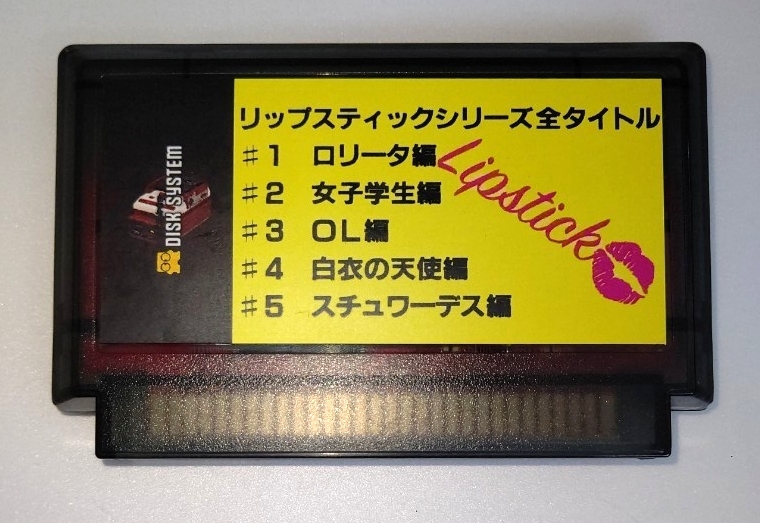 DISK SYSTEM
リップスティックシリーズ全タイトル
#1 ロリータ編
#2 女子学生編
#3 OL編
#4 白衣の天使編
#5 スチュワーデス編
Lipstick